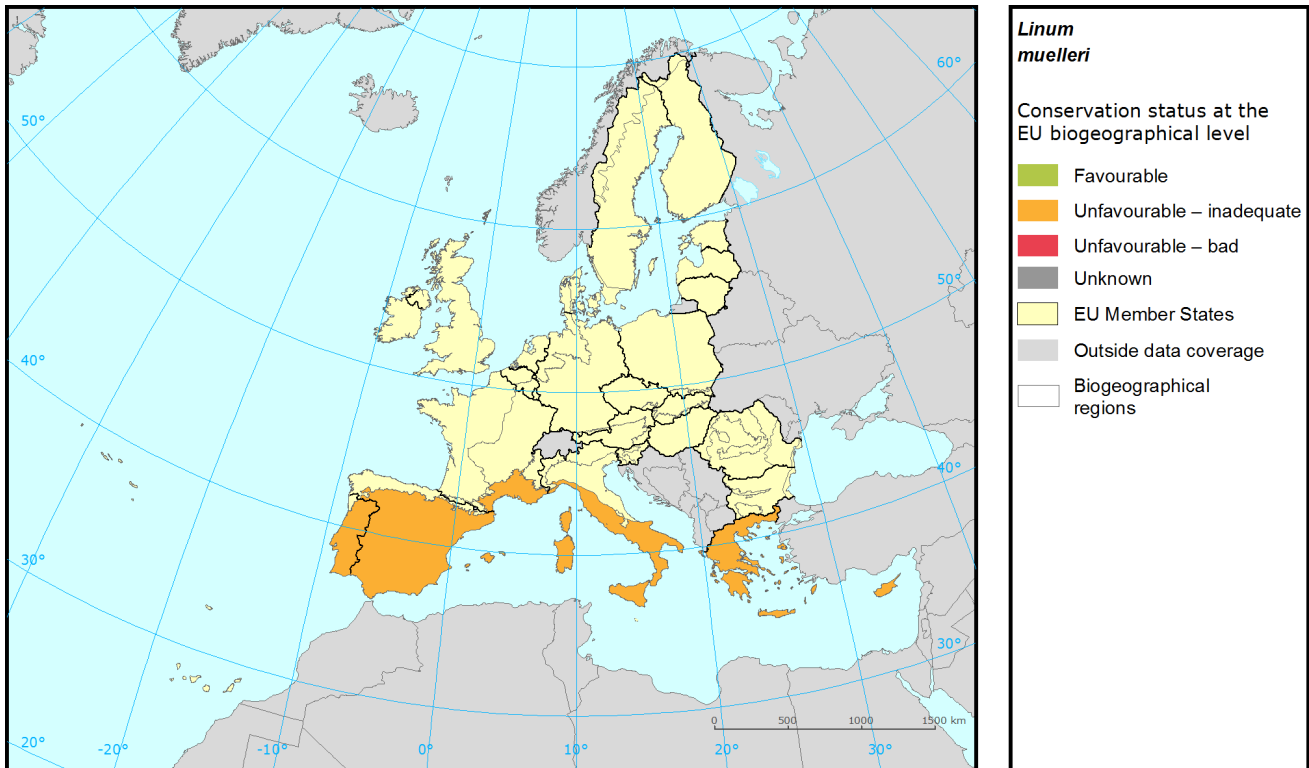 60°
50°
50°
40°
40°
30°
30°
20°
-20°
-10°
0°
10°
20°
30°
0
500
1000
1500 km
Linum
muelleri
Conservation status at the
EU biogeographical level
Favourable
Unfavourable – inadequate
Unfavourable – bad
Unknown
EU Member States
Outside data coverage
Biogeographical
regions